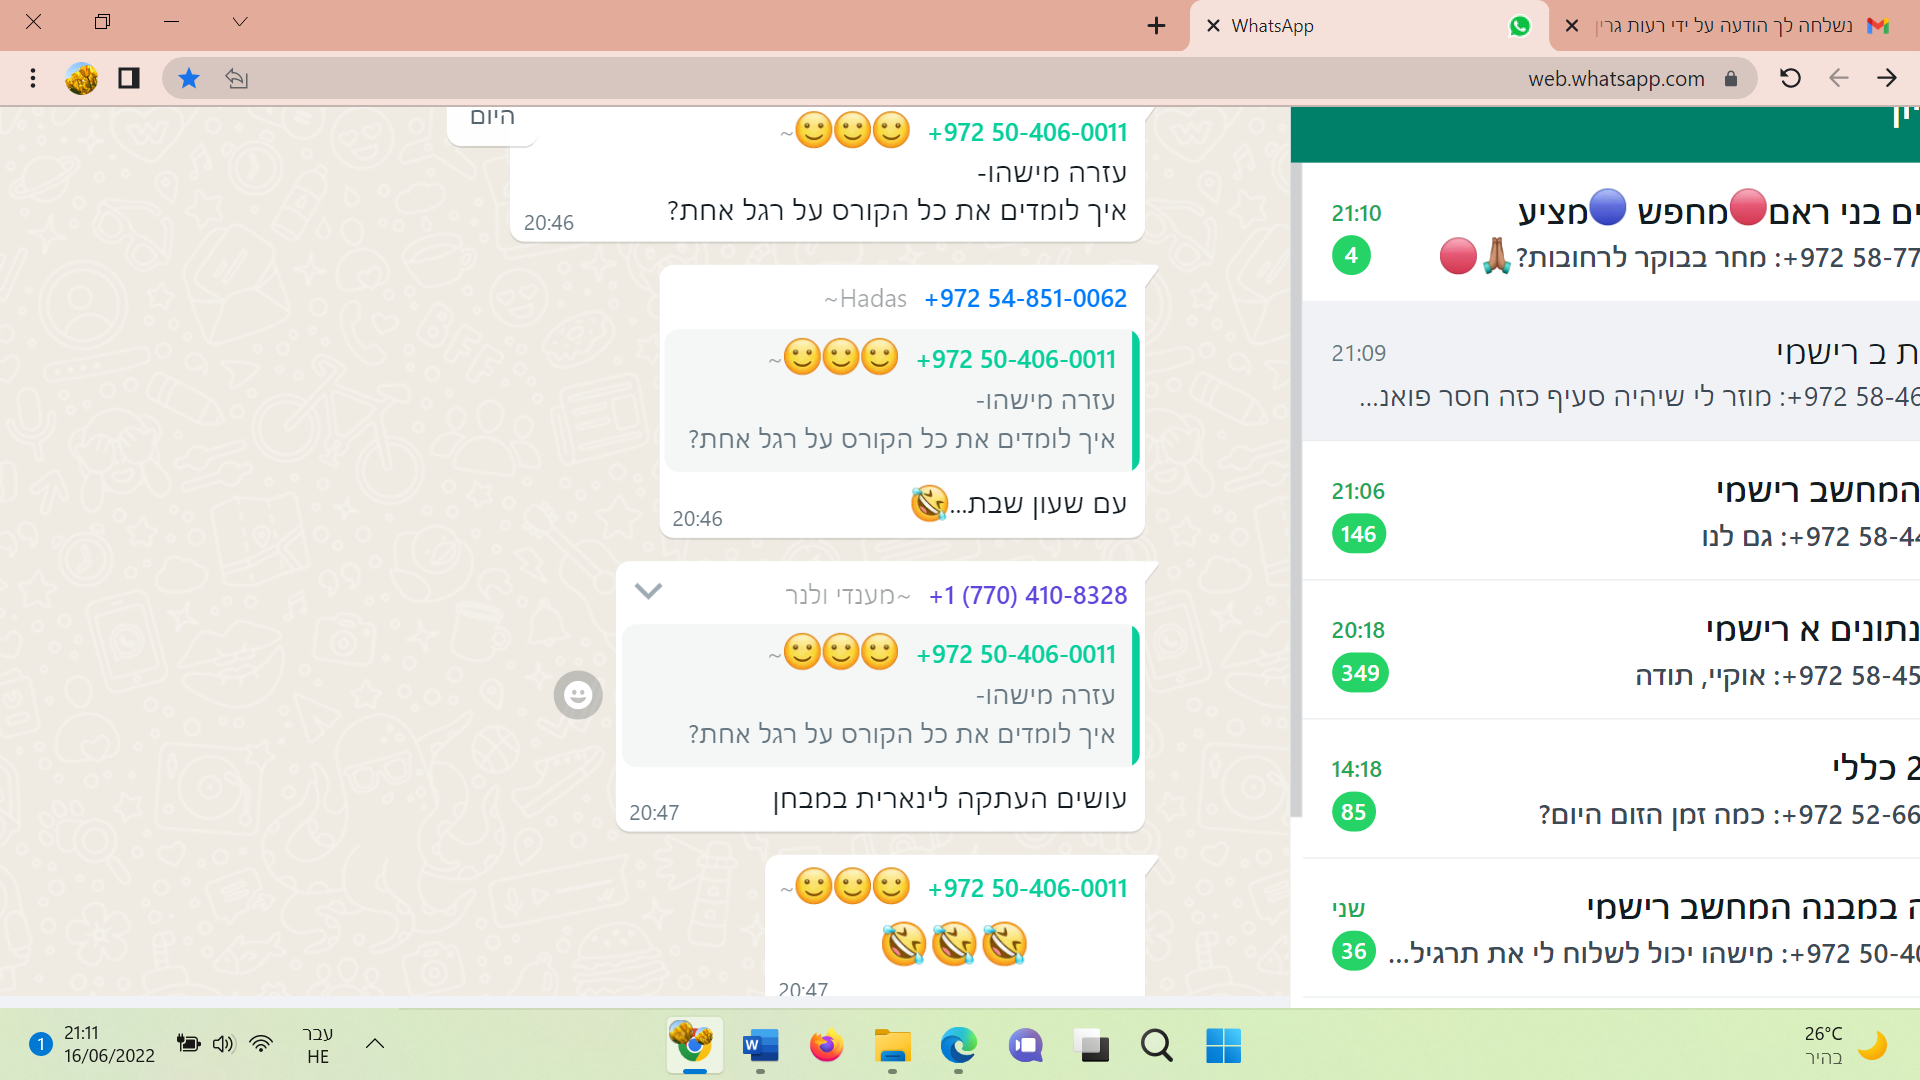 WhatsApp
נשלחה לך הודעה על ידי רעות גרין
web.whatsapp.com
היום
+972 50-406-0011 ~🙂🙂🙂
עזרה מישהו-
איך לומדים את כל הקורס על רגל אחת?
20:46
+972 54-851-0062 ~Hadas
+972 50-406-0011 ~🙂🙂🙂
עזרה מישהו-
איך לומדים את כל הקורס על רגל אחת?
עם שעון שבת...🤣
20:46
+1 (770) 410-8328 ~מענדי ולנר
+972 50-406-0011 ~🙂🙂🙂
עזרה מישהו-
איך לומדים את כל הקורס על רגל אחת?
עושים העתקה לינארית במבחן
20:47
+972 50-406-0011 ~🙂🙂🙂
🤣🤣🤣
20:47
ים בני ראם🔴מחפש 🔵מציע
21:10
+972 58-77: מחר בבוקר לרחובות?🙏🏾🔴
4
ת ב רישמי
21:09
+972 58-46: מוזר לי שיהיה סעיף כזה חסר פואנ...
המחשב רישמי
21:06
+972 58-44: גם לנו
146
נתונים א רישמי
20:18
+972 58-45: אוקיי, תודה
349
2 כללי
14:18
+972 52-66: כמה זמן הזום היום?
85
ה במבנה המחשב רישמי
שני
+972 50-40: מישהו יכול לשלוח לי את תרגיל...
36
1
21:11
16/06/2022
עבר
HE
26°C
בהיר